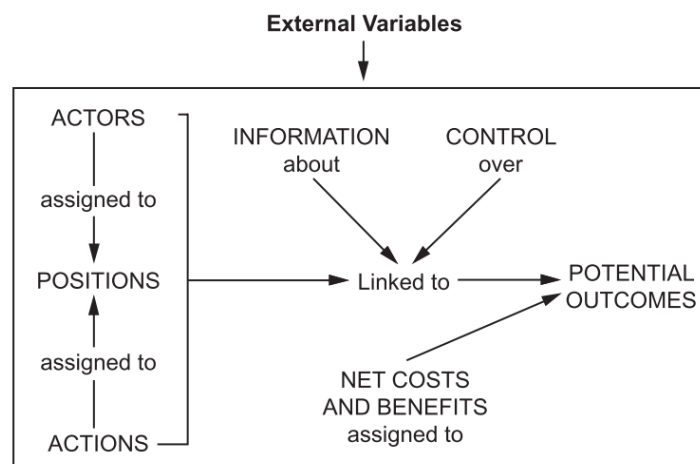 External Variables
ACTORS
assigned to
POSITIONS
assigned to
ACTIONS
INFORMATION
about
CONTROL
over
Linked to
POTENTIAL
OUTCOMES
NET COSTS
AND BENEFITS
assigned to